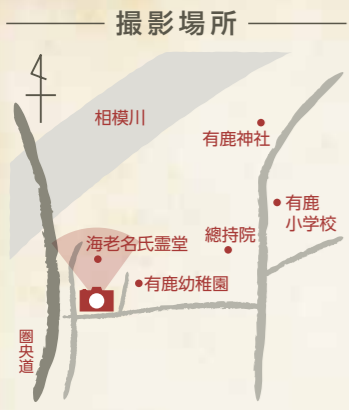 撮影場所
相模川
有鹿神社
有鹿
小学校
總持院
海老名氏霊堂
有鹿幼稚園
圏央道